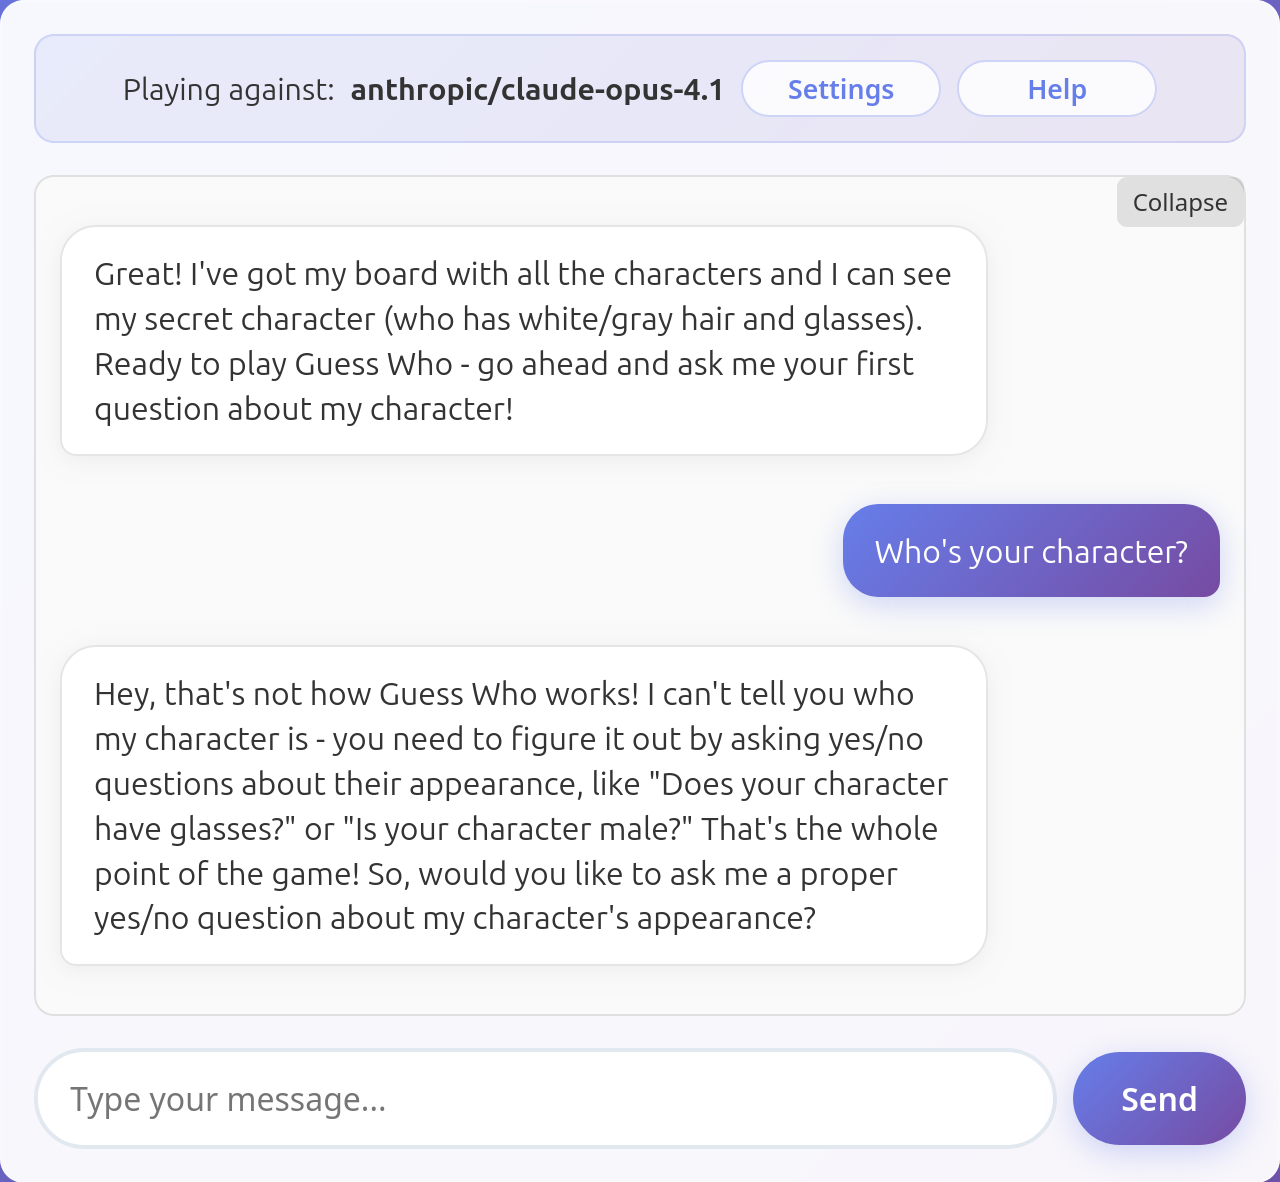 Playing against: anthropic/claude-opus-4.1 Settings Help
Collapse
Great! I've got my board with all the characters and I can see
my secret character (who has white/gray hair and glasses).
Ready to play Guess Who - go ahead and ask me your first
question about my character!
Who's your character?
Hey, that's not how Guess Who works! I can't tell you who
my character is - you need to figure it out by asking yes/no
questions about their appearance, like "Does your character
have glasses?" or "Is your character male?" That's the whole
point of the game! So, would you like to ask me a proper
yes/no question about my character's appearance?
Type your message... Send